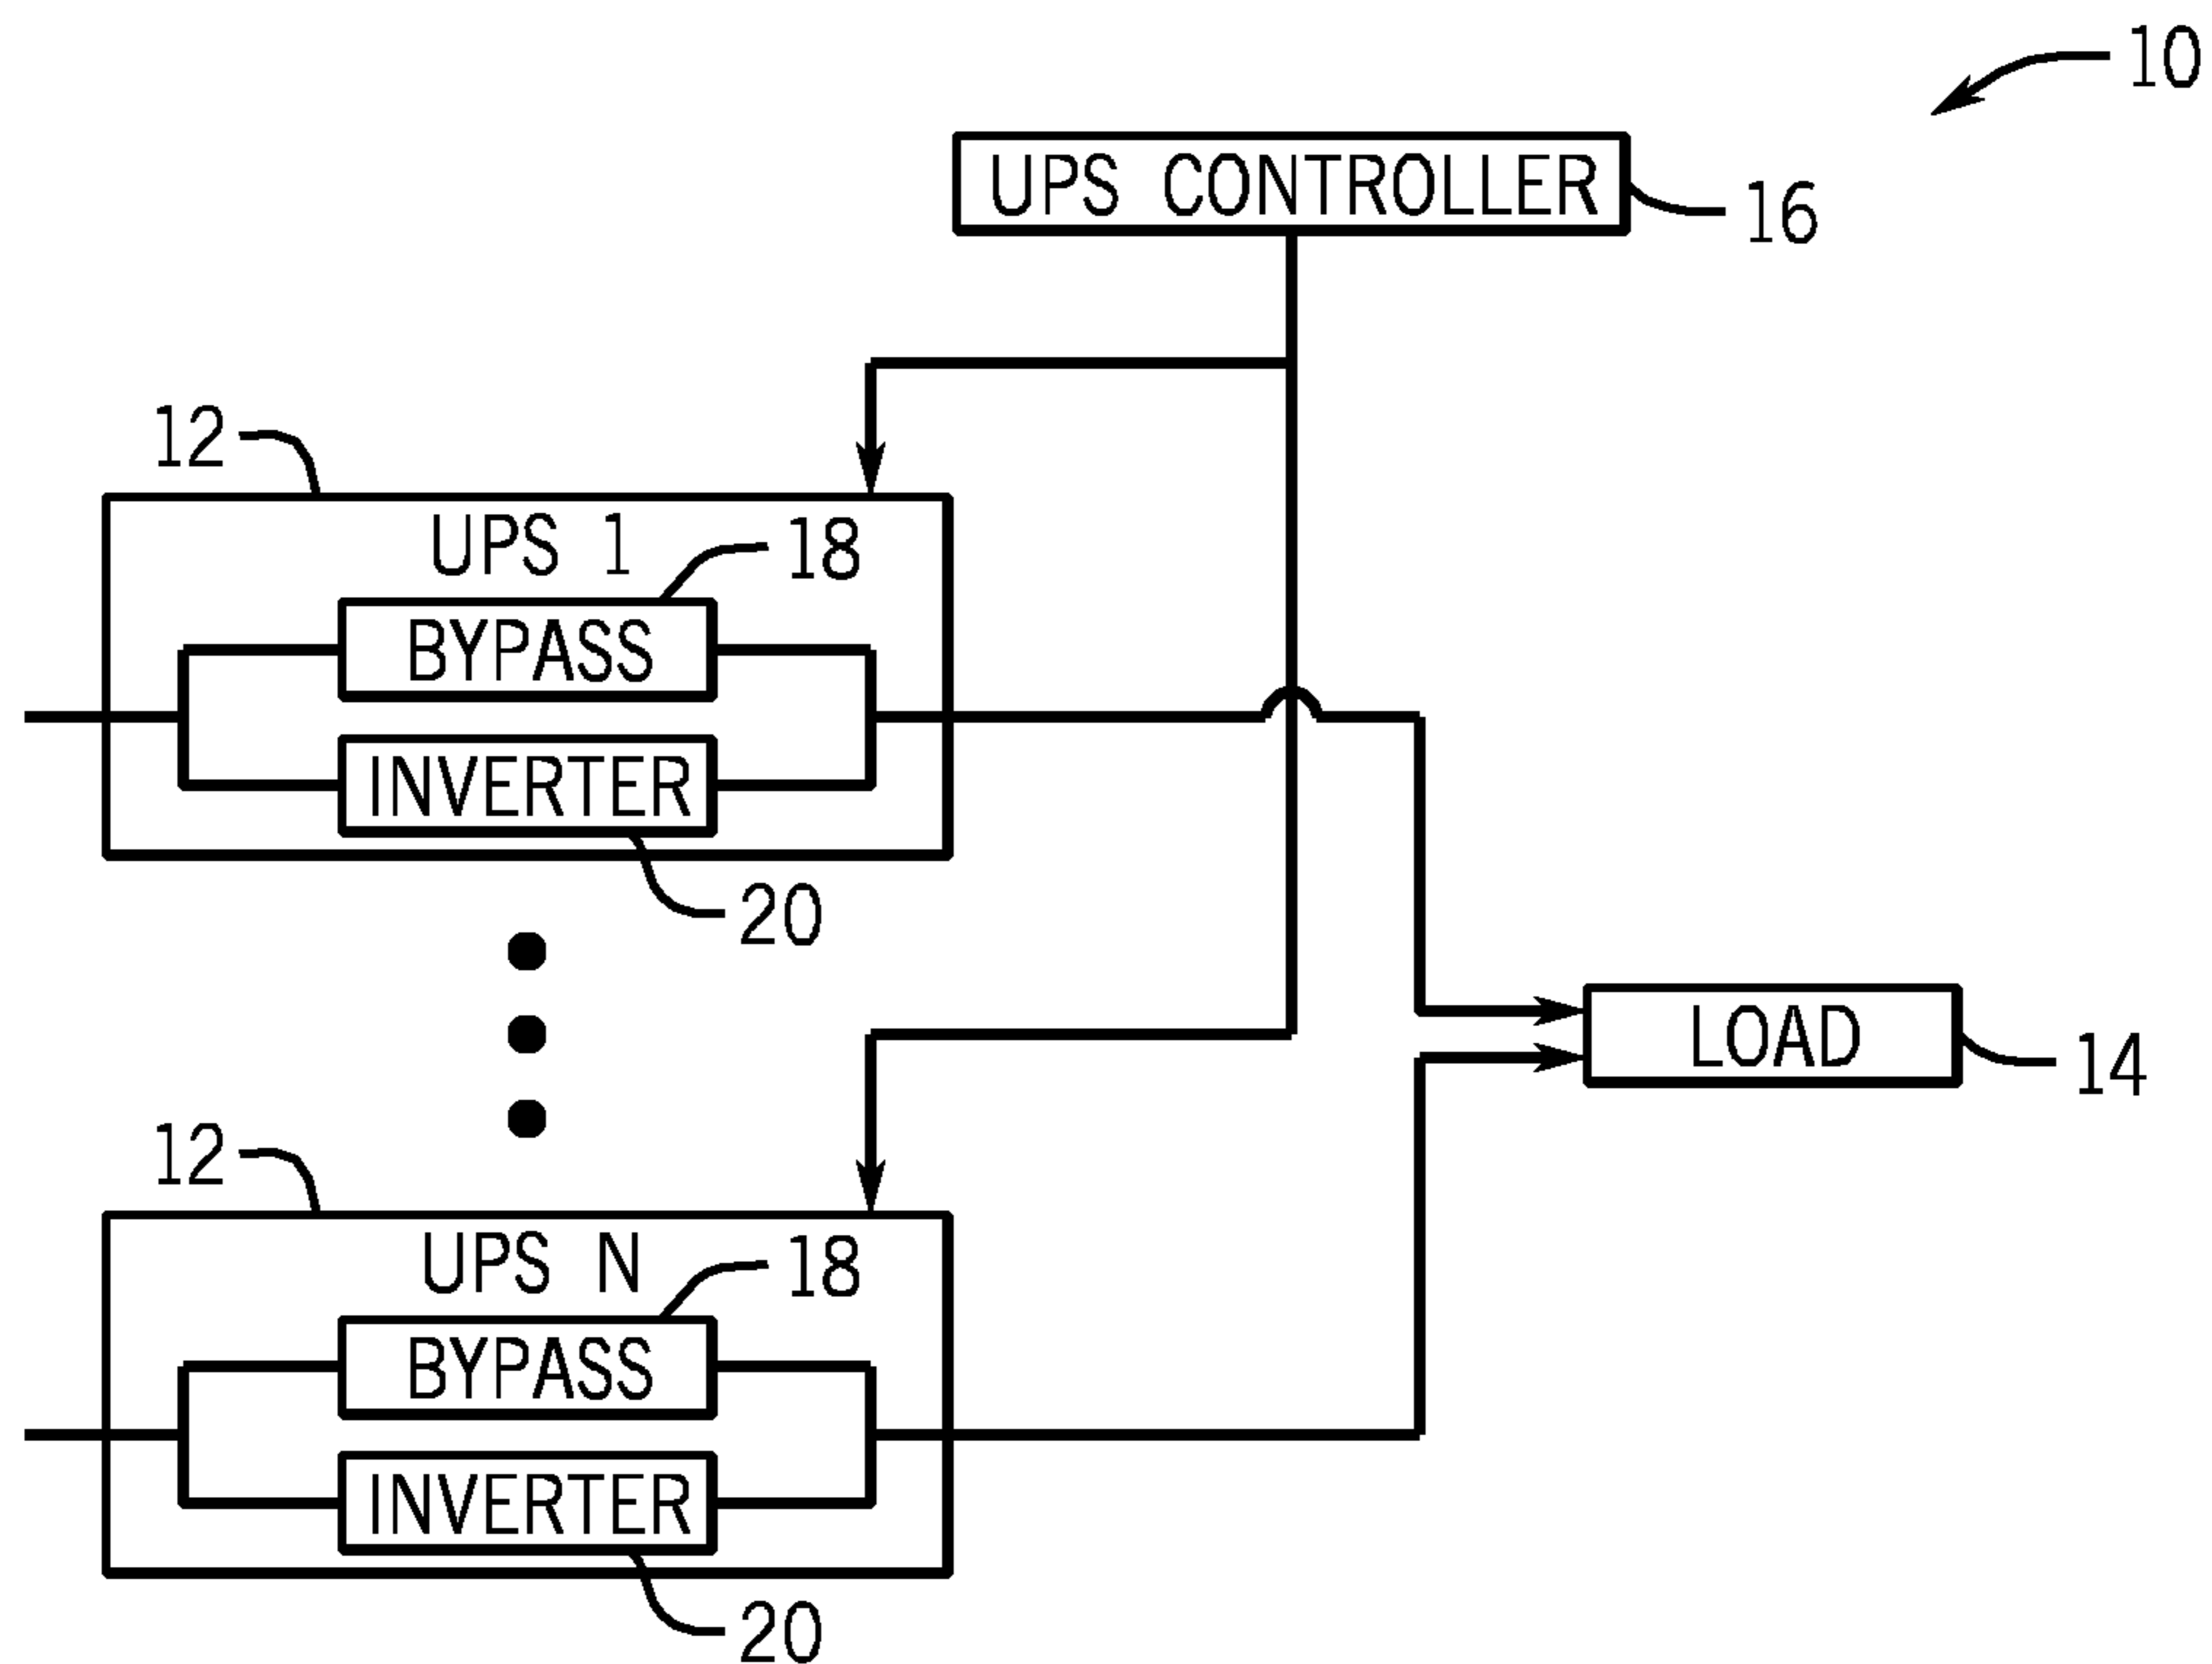 10
UPS CONTROLLER
16
12
UPS 1
18
BYPASS
INVERTER
20
LOAD
14
12
UPS N
18
BYPASS
INVERTER
20